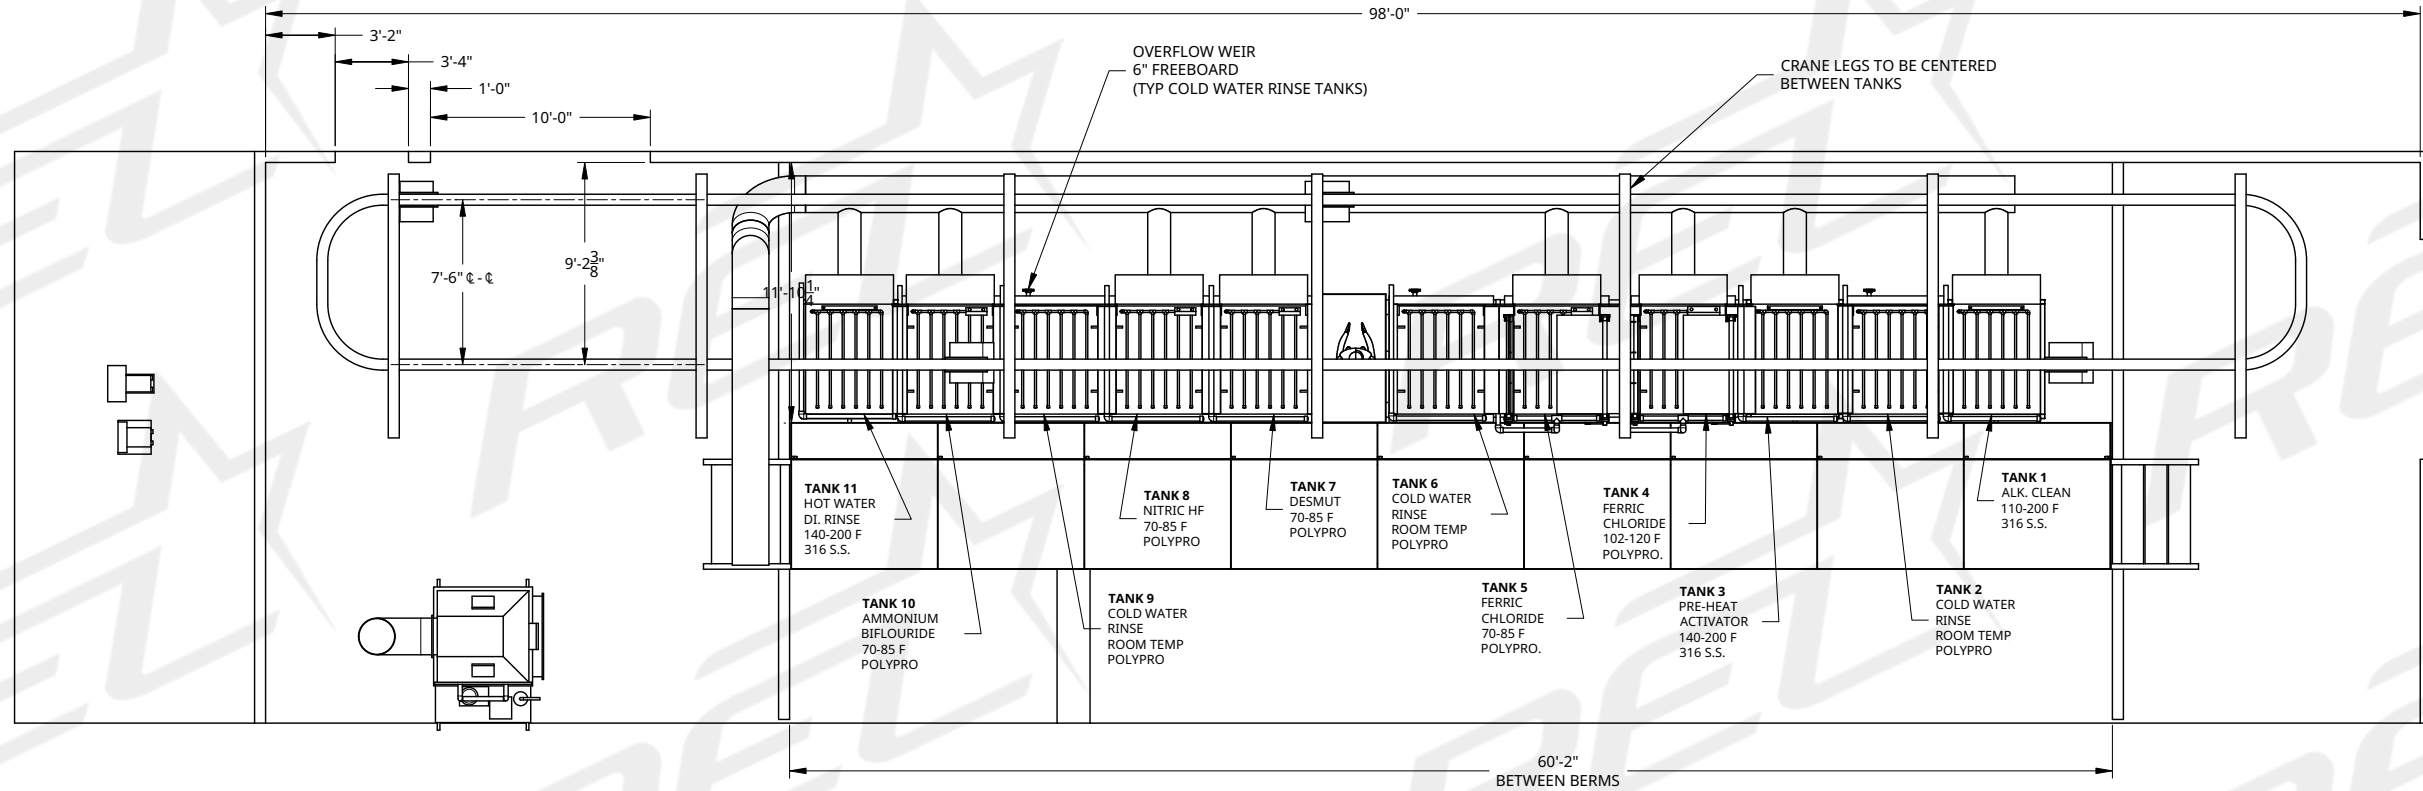 98'-0"
3'-2"
3'-4"
1'-0"
10'-0"
OVERFLOW WEIR
6" FREEBOARD
(TYP COLD WATER RINSE TANKS)
CRANE LEGS TO BE CENTERED
BETWEEN TANKS
7'-6" ℄ - ℄
9'-2 3/8"
11'-10 1/4"
TANK 11
HOT WATER
DI. RINSE
140-200 F
316 S.S.
TANK 10
AMMONIUM
BIFLOURIDE
70-85 F
POLYPRO
TANK 9
COLD WATER
RINSE
ROOM TEMP
POLYPRO
TANK 8
NITRIC HF
70-85 F
POLYPRO
TANK 7
DESMUT
70-85 F
POLYPRO
TANK 6
COLD WATER
RINSE
ROOM TEMP
POLYPRO
TANK 5
FERRIC
CHLORIDE
70-85 F
POLYPRO.
TANK 4
FERRIC
CHLORIDE
102-120 F
POLYPRO.
TANK 3
PRE-HEAT
ACTIVATOR
140-200 F
316 S.S.
TANK 2
COLD WATER
RINSE
ROOM TEMP
POLYPRO
TANK 1
ALK. CLEAN
110-200 F
316 S.S.
60'-2"
BETWEEN BERMS